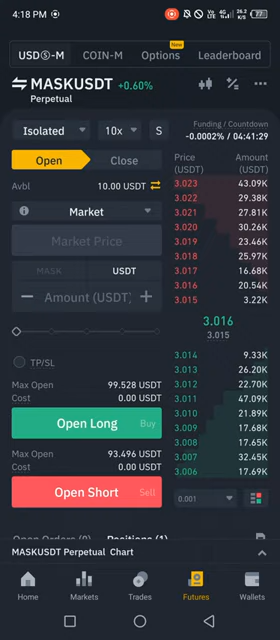 4:18 PM
USDⓈ-M COIN-M Options New Leaderboard
MASKUSDT +0.60%
Perpetual
Funding / Countdown
-0.0002% / 04:41:29
Isolated 10x S
Open Close
Avbl 10.00 USDT
Market
Market Price
MASK USDT
Amount (USDT)
TP/SL
Max Open 99.528 USDT
Cost 0.00 USDT
Open Long Buy
Max Open 93.496 USDT
Cost 0.00 USDT
Open Short Sell
Price (USDT) Amount (USDT)
3.023 43.09K
3.022 29.38K
3.021 27.81K
3.020 30.26K
3.019 23.46K
3.018 25.97K
3.017 16.68K
3.016 20.54K
3.015 3.22K
3.016
3.015
3.014 9.33K
3.013 26.20K
3.012 22.70K
3.011 47.09K
3.010 21.89K
3.009 17.68K
3.008 17.65K
3.007 32.45K
3.006 17.69K
0.001
Open Orders (0) Positions (1)
MASKUSDT Perpetual Chart
Home Markets Trades Futures Wallets